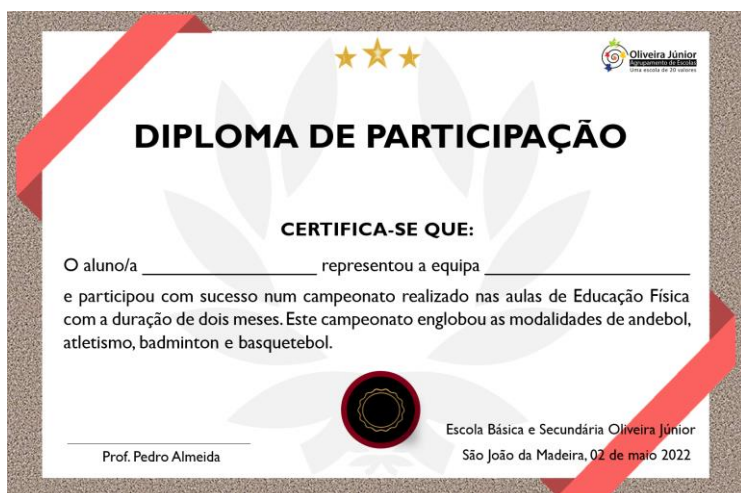 Oliveira Júnior
Agrupamento de Escolas
Uma escola de 20 valores
DIPLOMA DE PARTICIPAÇÃO
CERTIFICA-SE QUE:
O aluno/a ____________________ representou a equipa ________________________
e participou com sucesso num campeonato realizado nas aulas de Educação Física
com a duração de dois meses. Este campeonato englobou as modalidades de andebol,
atletismo, badminton e basquetebol.
Escola Básica e Secundária Oliveira Júnior
Prof. Pedro Almeida
São João da Madeira, 02 de maio 2022